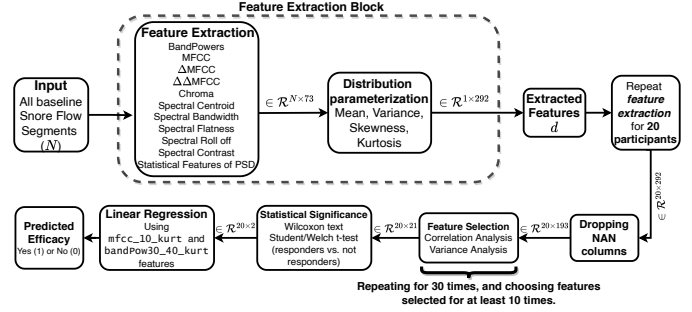 Feature Extraction Block
Feature Extraction
BandPowers
MFCC
ΔMFCC
ΔΔMFCC
Chroma
Spectral Centroid
Spectral Bandwidth
Spectral Flatness
Spectral Roll off
Spectral Contrast
Statistical Features of PSD
Input
All baseline
Snore Flow
Segments
(N)
∈ R^{N×73}
Distribution
parameterization
Mean, Variance,
Skewness,
Kurtosis
∈ R^{1×292}
Extracted
Features
d
Repeat
feature
extraction
for 20
participants
∈ R^{20×292}
Dropping
NAN
columns
∈ R^{20×193}
Feature Selection
Correlation Analysis
Variance Analysis
Repeating for 30 times, and choosing features
selected for at least 10 times.
∈ R^{20×21}
Statistical Significance
Wilcoxon text
Student/Welch t-test
(responders vs. not
responders)
∈ R^{20×2}
Linear Regression
Using
mfcc_10_kurt and
bandPow30_40_kurt
features
Predicted
Efficacy
Yes (1) or No (0)